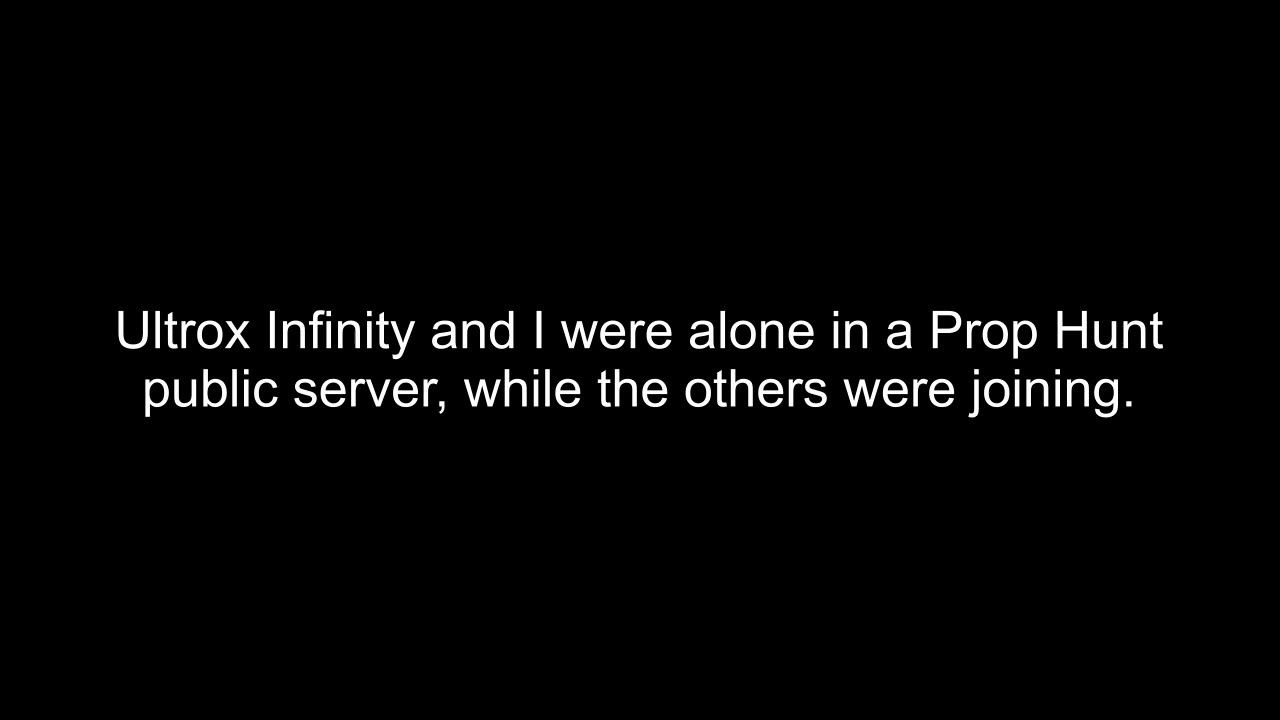 Ultrox Infinity and I were alone in a Prop Hunt
public server, while the others were joining.